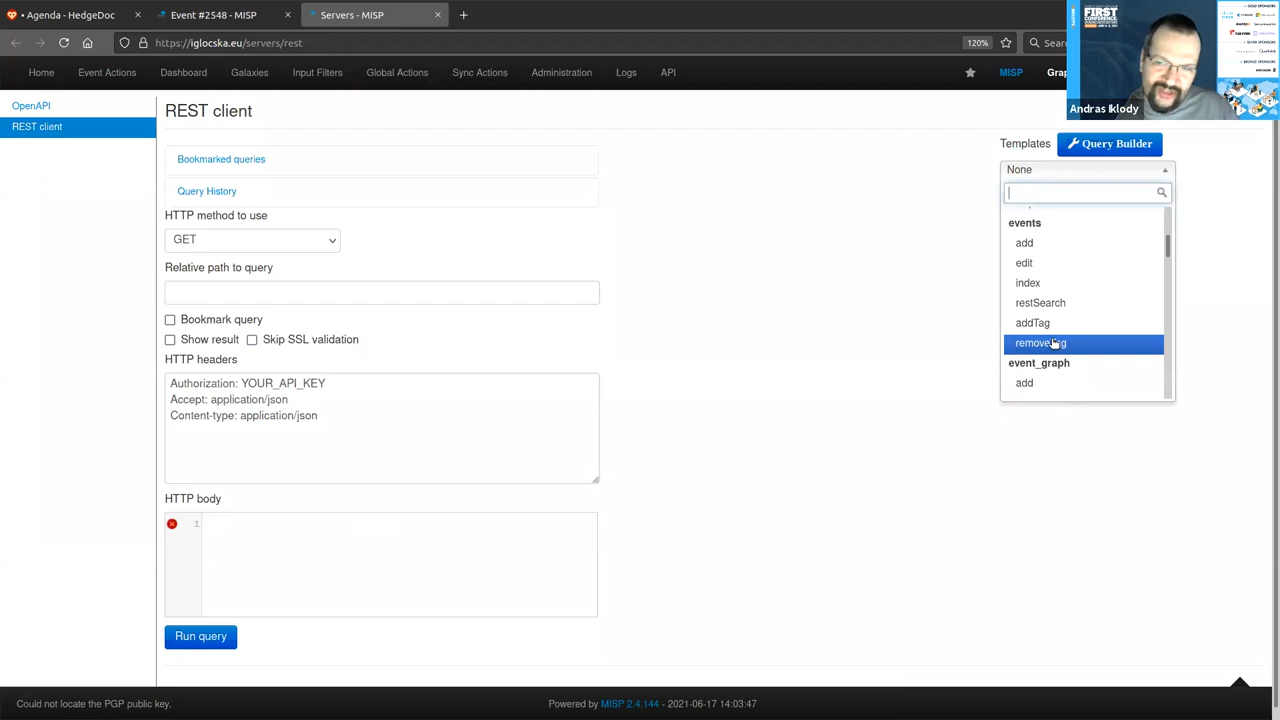 • Agenda - HedgeDoc
Event #2548 - MISP
Servers - MISP
https://iglocska.eu/servers/rest
120%
Home
Event Actions
Dashboard
Galaxies
Input Filters
Global Actions
Sync Actions
Logs
API
MISP
OpenAPI
REST client
REST client
Bookmarked queries
Query History
HTTP method to use
GET
Relative path to query
Bookmark query
Show result
Skip SSL validation
HTTP headers
Authorization: YOUR_API_KEY
Accept: application/json
Content-type: application/json
HTTP body
1
Run query
Templates
Query Builder
None
events
add
edit
index
restSearch
addTag
event_graph
add
FIRST
CONFERENCE
Andras Iklody
Could not locate the PGP public key.
Powered by MISP 2.4.144 - 2021-06-17 14:03:47